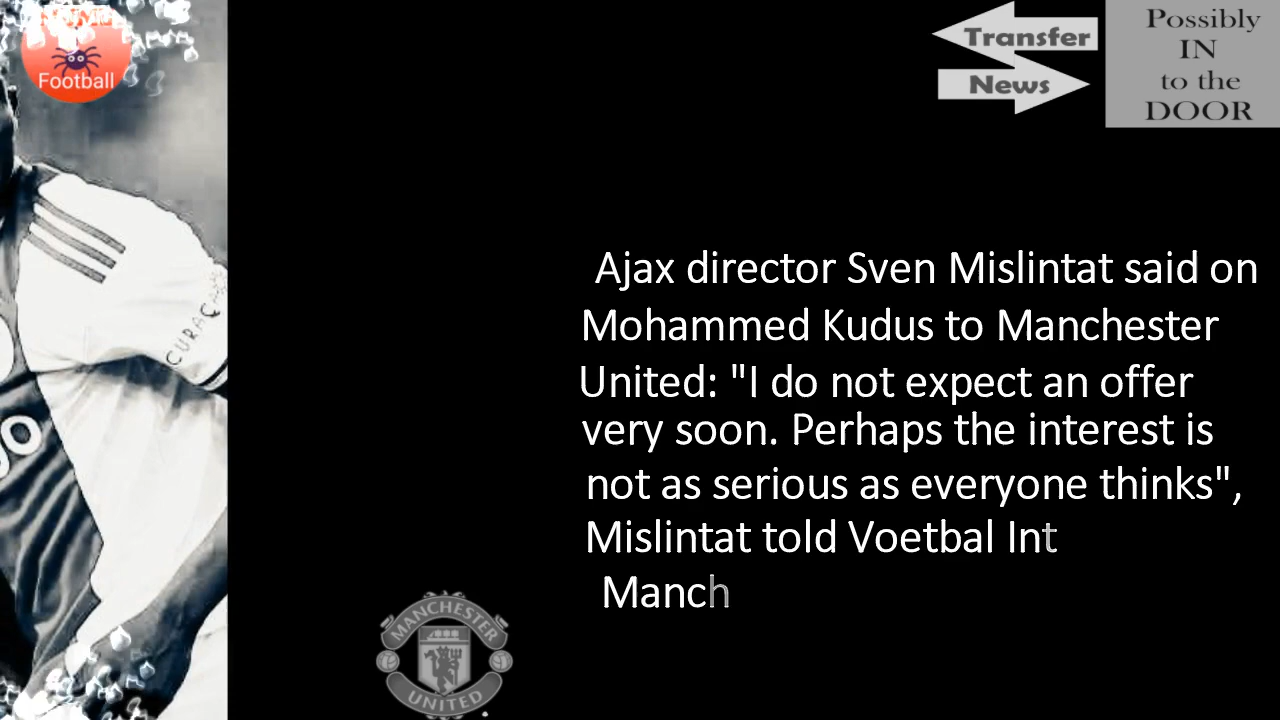 Football
Transfer
News
Possibly
IN
to the
DOOR
CURAÇAO
Ajax director Sven Mislintat said on
Mohammed Kudus to Manchester
United: "I do not expect an offer
very soon. Perhaps the interest is
not as serious as everyone thinks",
Mislintat told Voetbal Int
Manch
MANCHESTER
UNITED